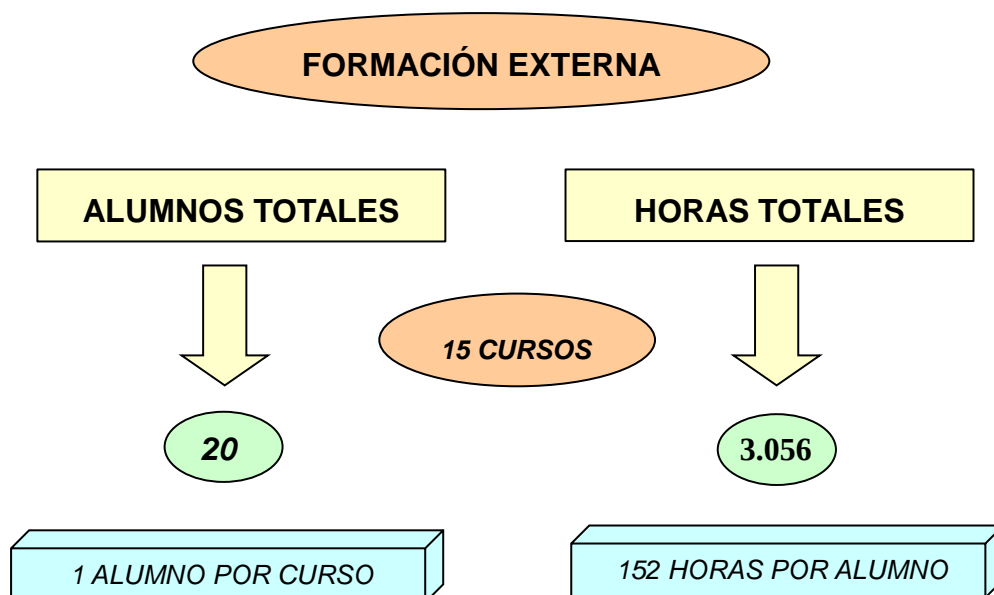 FORMACIÓN EXTERNA
ALUMNOS TOTALES
HORAS TOTALES
15 CURSOS
20
3.056
1 ALUMNO POR CURSO
152 HORAS POR ALUMNO